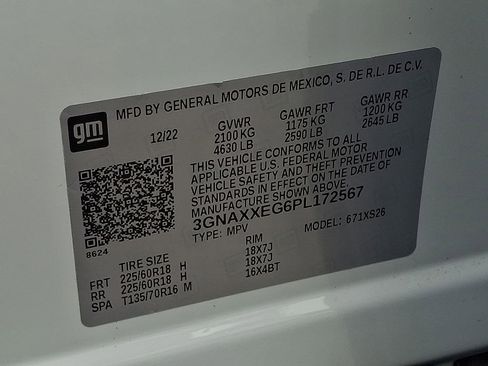 gm
MFD BY GENERAL MOTORS DE MEXICO, S. DE R.L. DE C.V.
12/22 GVWR GAWR FRT GAWR RR
2100 KG 1175 KG 1200 KG
4630 LB 2590 LB 2645 LB
THIS VEHICLE CONFORMS TO ALL
APPLICABLE U.S. FEDERAL MOTOR
VEHICLE SAFETY AND THEFT PREVENTION
STANDARDS IN EFFECT ON THE DATE OF
MANUFACTURE SHOWN ABOVE.
3GNAXXEG6PL172567
TYPE: MPV MODEL: 671XS26
8624
TIRE SIZE RIM
FRT 225/60R18 H 18X7J
RR 225/60R18 H 18X7J
SPA T135/70R16 M 16X4BT